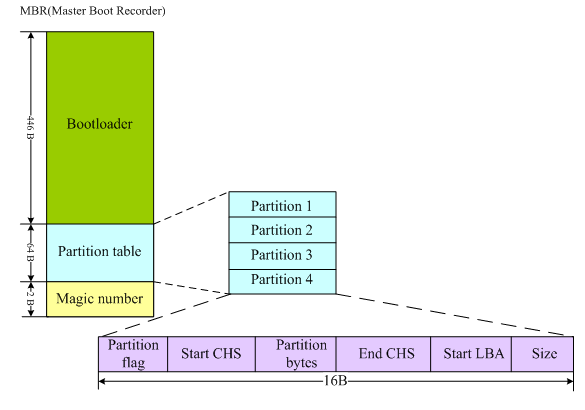 MBR(Master Boot Recorder)
446 B
Bootloader
64 B
Partition table
2 B
Magic number
Partition 1
Partition 2
Partition 3
Partition 4
Partition
flag
Start CHS
Partition
bytes
End CHS
Start LBA
Size
16B